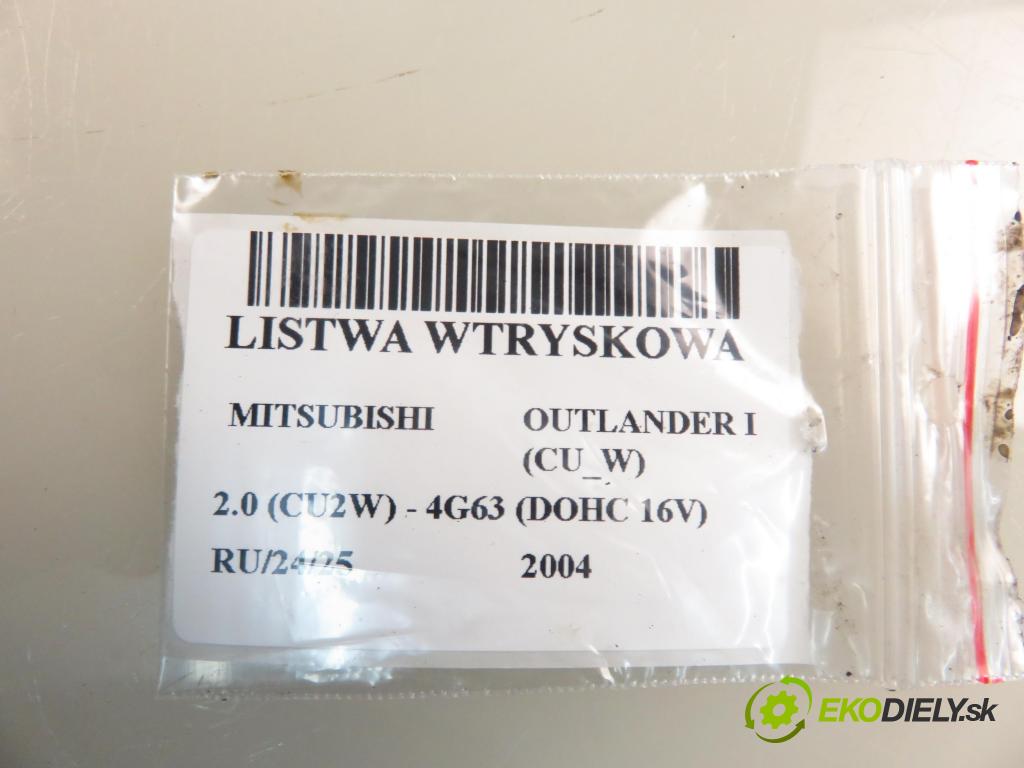 LISTWA WTRYSKOWA
MITSUBISHI OUTLANDER I
(CU_W)
2.0 (CU2W) - 4G63 (DOHC 16V)
RU/24/25 2004
EKODIELY.sk